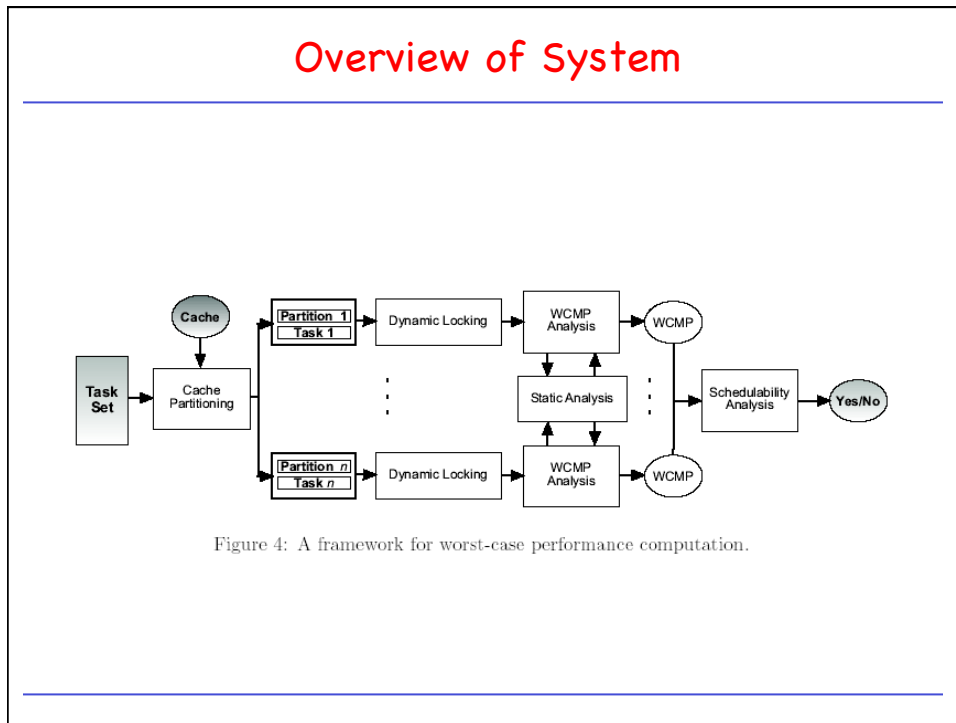 Overview of System
Cache
Task
Set
Cache
Partitioning
Partition 1
Task 1
Dynamic Locking
WCMP
Analysis
WCMP
Static Analysis
Schedulability
Analysis
Yes/No
Partition n
Task n
Dynamic Locking
WCMP
Analysis
WCMP
Figure 4: A framework for worst-case performance computation.